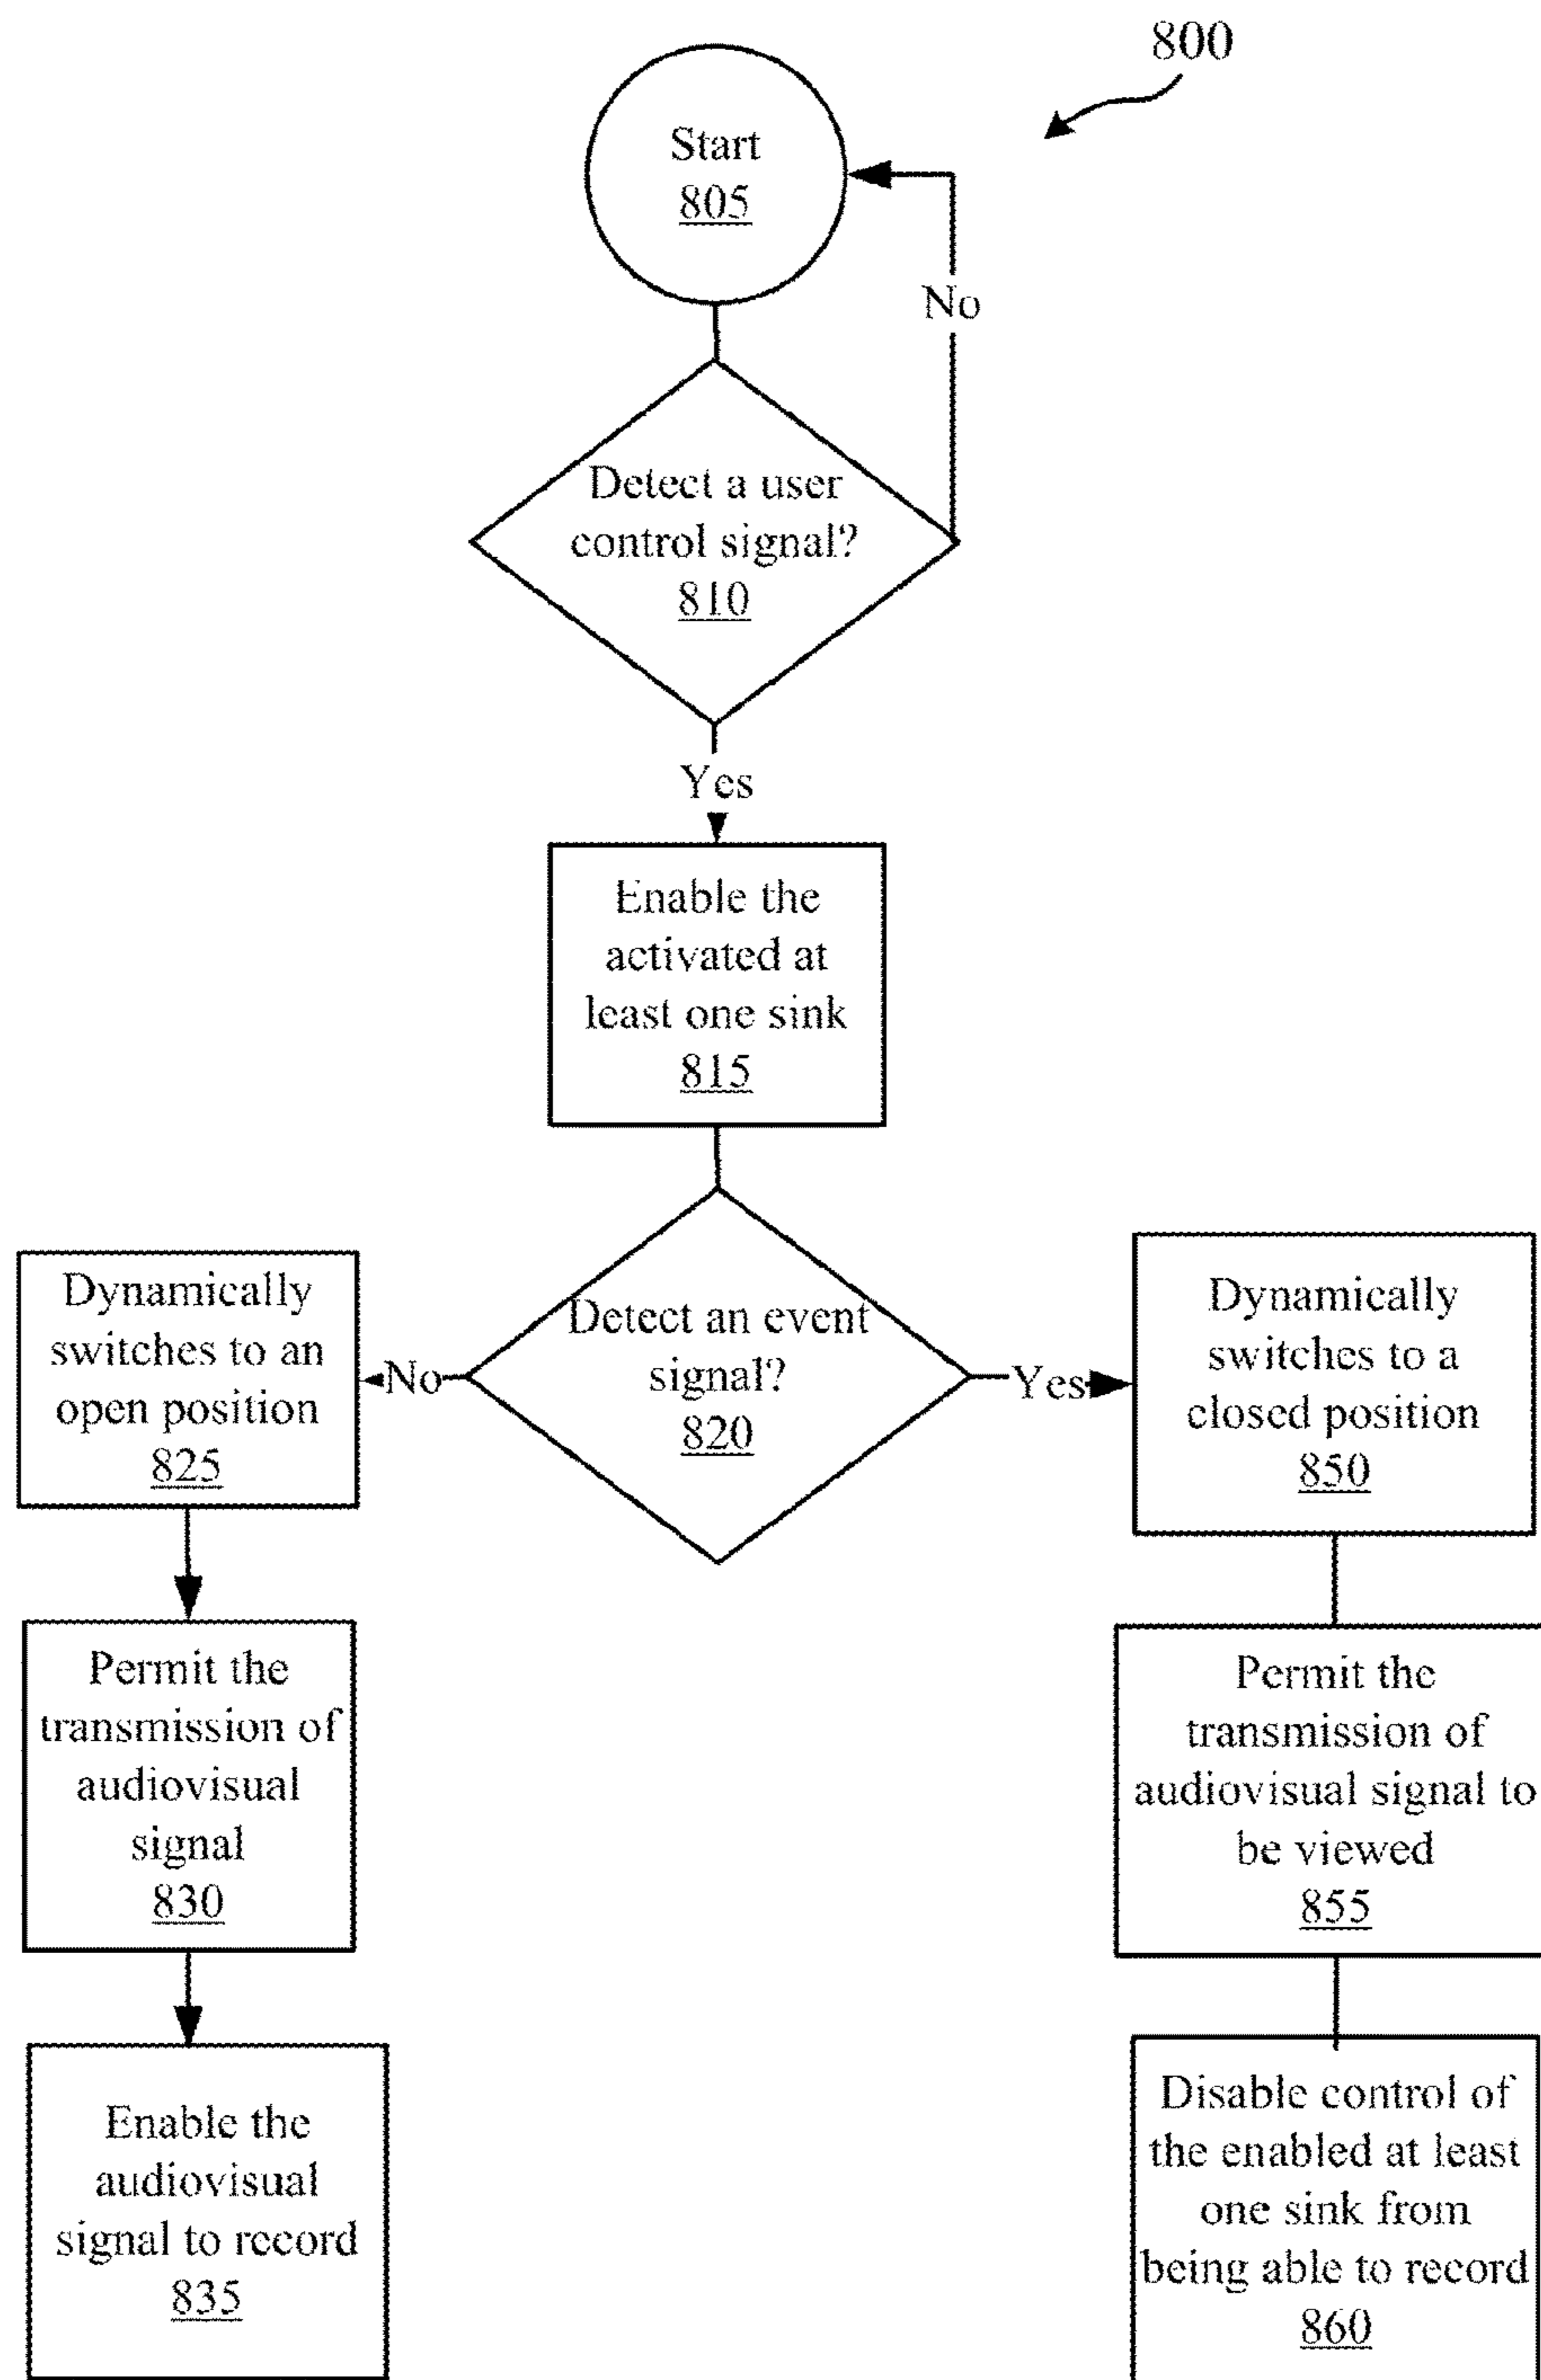 800
Start
805
No
Detect a user
control signal?
810
Yes
Enable the
activated at
least one sink
815
Detect an event
signal?
820
No
Yes
Dynamically
switches to an
open position
825
Dynamically
switches to a
closed position
850
Permit the
transmission of
audiovisual
signal
830
Permit the
transmission of
audiovisual signal to
be viewed
855
Enable the
audiovisual
signal to record
835
Disable control of
the enabled at least
one sink from
being able to record
860